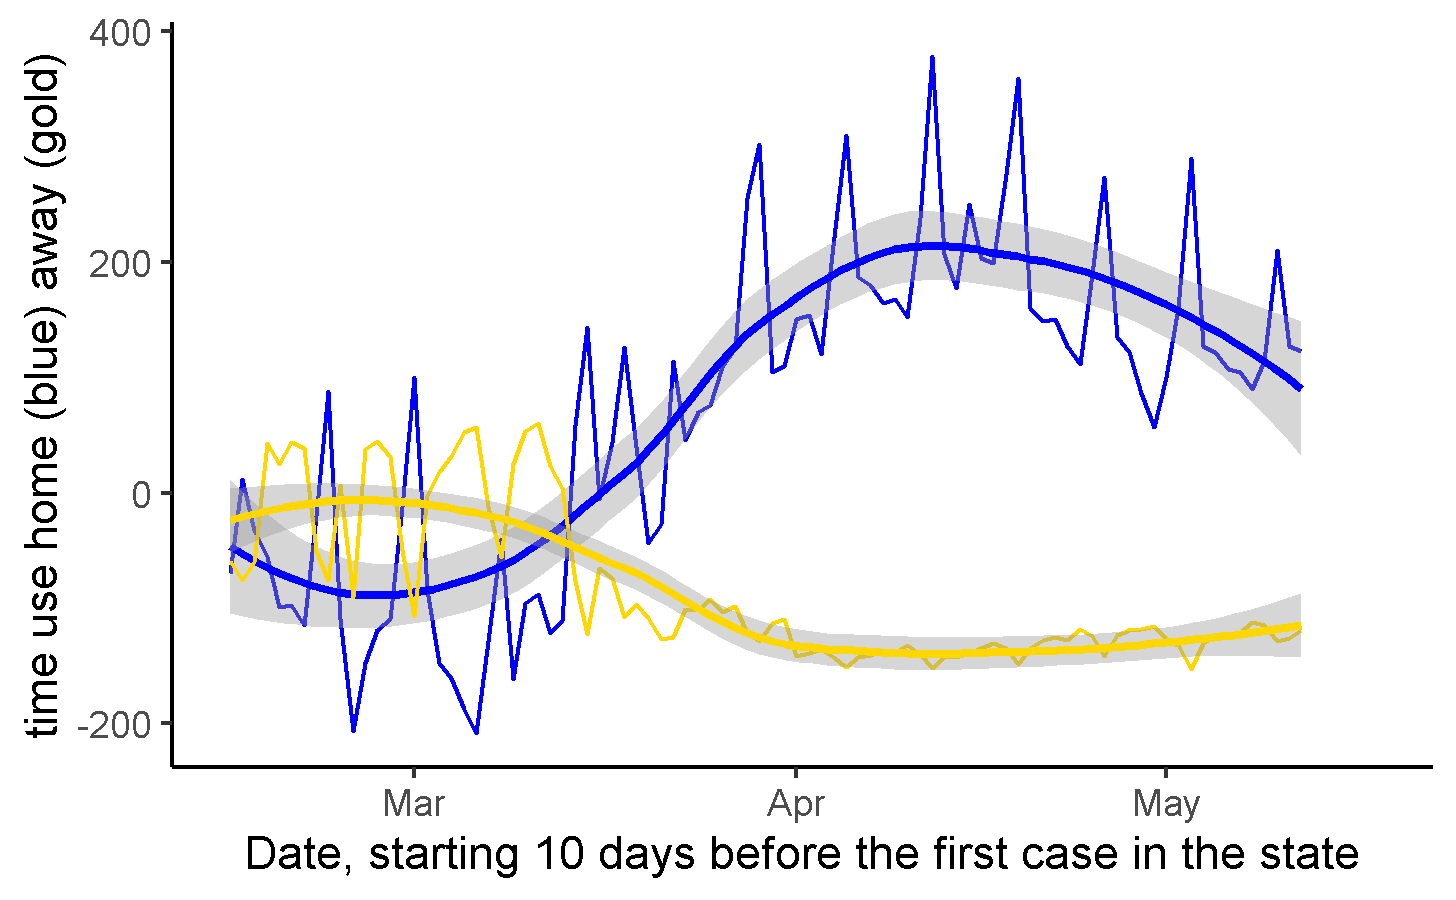 time use home (blue) away (gold)
400
200
0
-200
Mar
Apr
May
Date, starting 10 days before the first case in the state